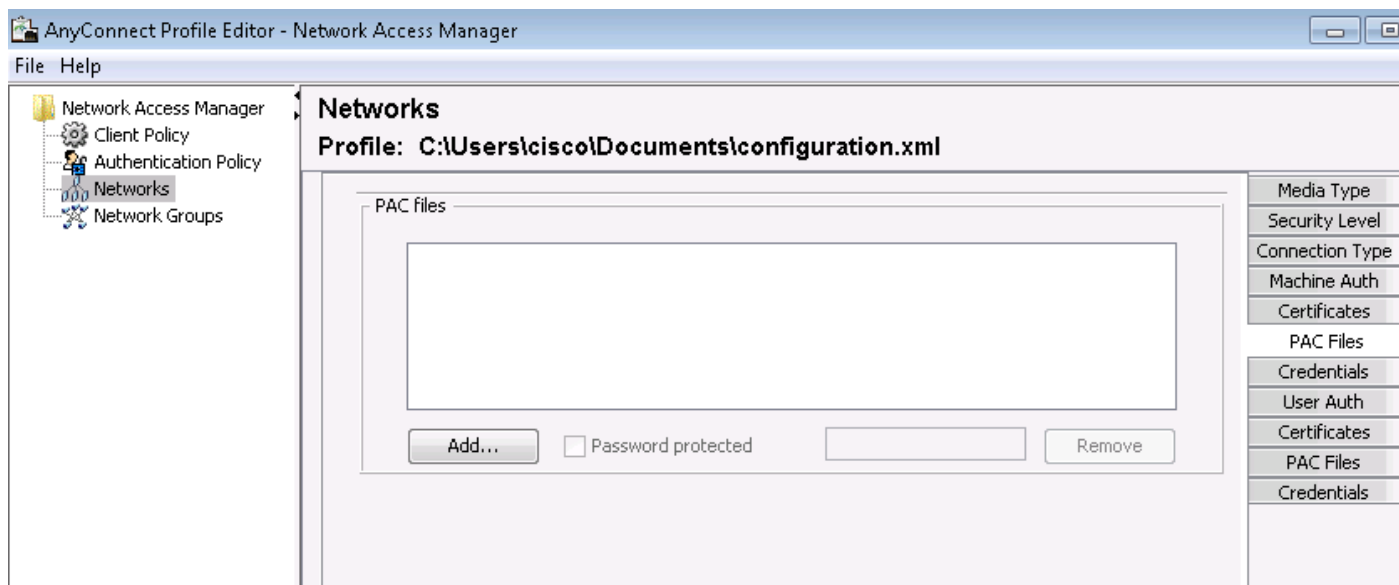 AnyConnect Profile Editor - Network Access Manager
File Help
Network Access Manager
Client Policy
Authentication Policy
Networks
Network Groups
Networks
Profile: C:\Users\cisco\Documents\configuration.xml
PAC files
Add...
Password protected
Remove
Media Type
Security Level
Connection Type
Machine Auth
Certificates
PAC Files
Credentials
User Auth
Certificates
PAC Files
Credentials